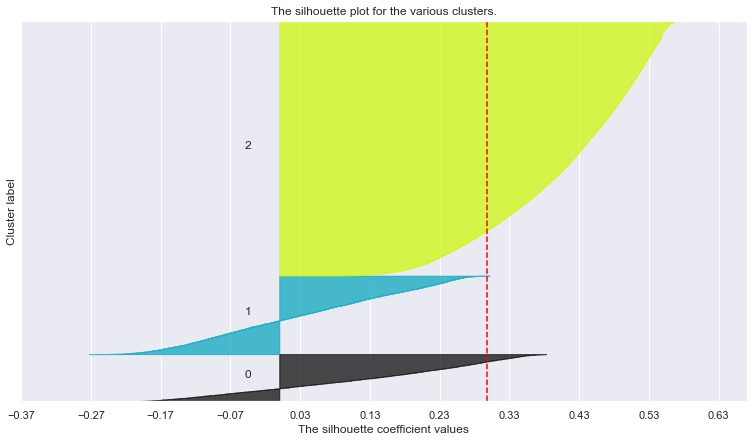 The silhouette plot for the various clusters.
2
1
0
Cluster label
−0.37 −0.27 −0.17 −0.07 0.03 0.13 0.23 0.33 0.43 0.53 0.63
The silhouette coefficient values